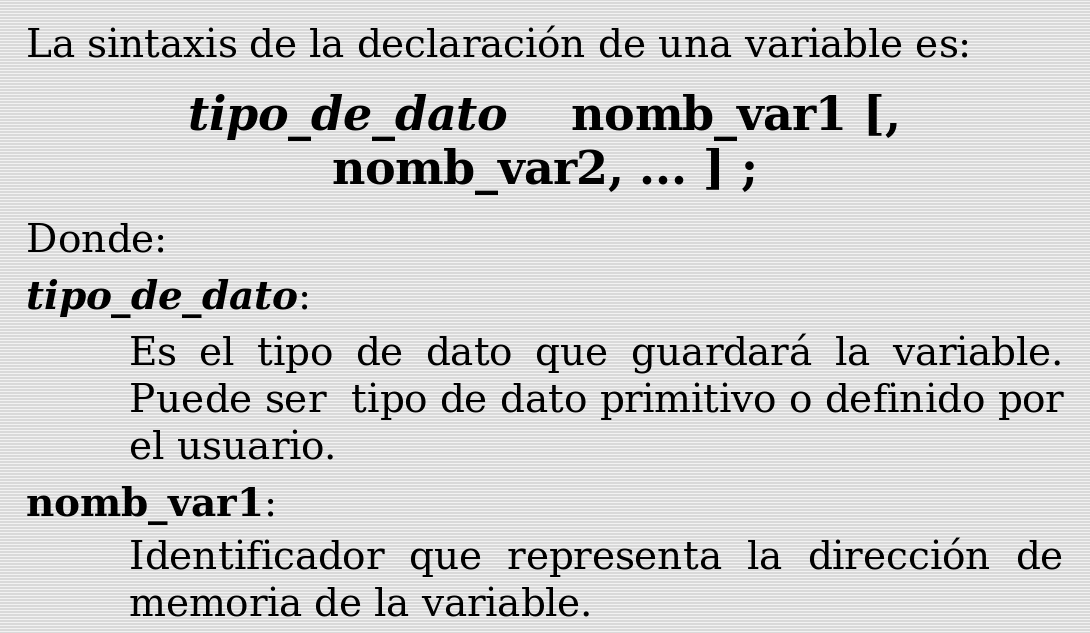 La sintaxis de la declaración de una variable es:
tipo_de_dato nomb_var1 [,
nomb_var2, ... ] ;
Donde:
tipo_de_dato:
Es el tipo de dato que guardará la variable.
Puede ser tipo de dato primitivo o definido por
el usuario.
nomb_var1:
Identificador que representa la dirección de
memoria de la variable.